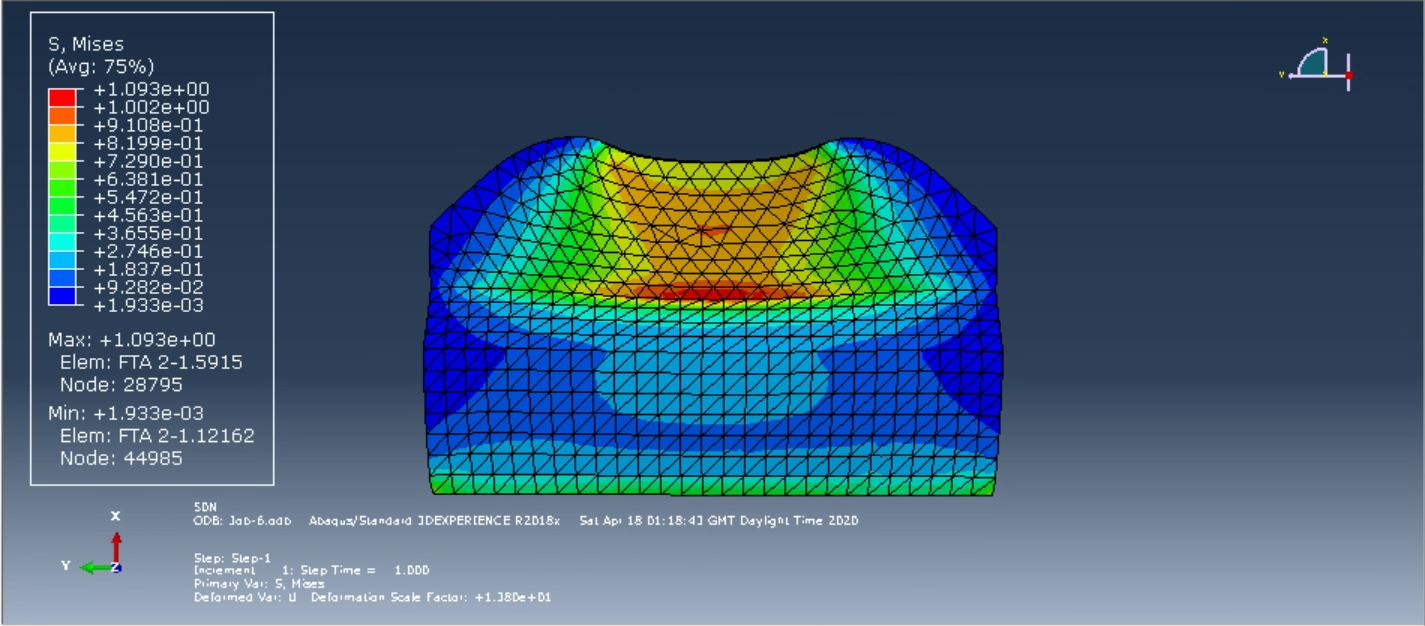 S, Mises
(Avg: 75%)
+1.093e+00
+1.002e+00
+9.108e-01
+8.199e-01
+7.290e-01
+6.381e-01
+5.472e-01
+4.563e-01
+3.655e-01
+2.746e-01
+1.837e-01
+9.282e-02
+1.933e-03
Max: +1.093e+00
Elem: FTA 2-1.5915
Node: 28795
Min: +1.933e-03
Elem: FTA 2-1.12162
Node: 44985
X
Y
X
Y
Z
SDN
ODB: Job-6.odb Abaqus/Standard 3DEXPERIENCE R2018x Sat Apr 18 01:18:43 GMT Daylight Time 2020
Step: Step-1
Increment 1: Step Time = 1.000
Primary Var: S, Mises
Deformed Var: U Deformation Scale Factor: +1.380e+01